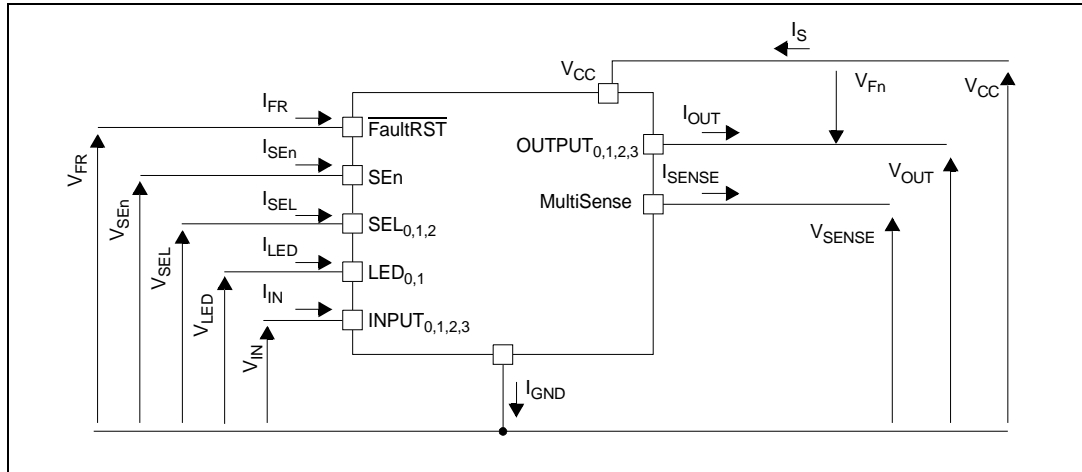 I_S
V_CC
V_Fn
V_CC
I_FR
FaultRST
I_OUT
OUTPUT_0,1,2,3
I_SEn
SEn
V_FR
V_OUT
I_SENSE
MultiSense
I_SEL
SEL_0,1,2
V_SEn
V_SENSE
V_SEL
I_LED
LED_0,1
V_LED
I_IN
INPUT_0,1,2,3
V_IN
I_GND